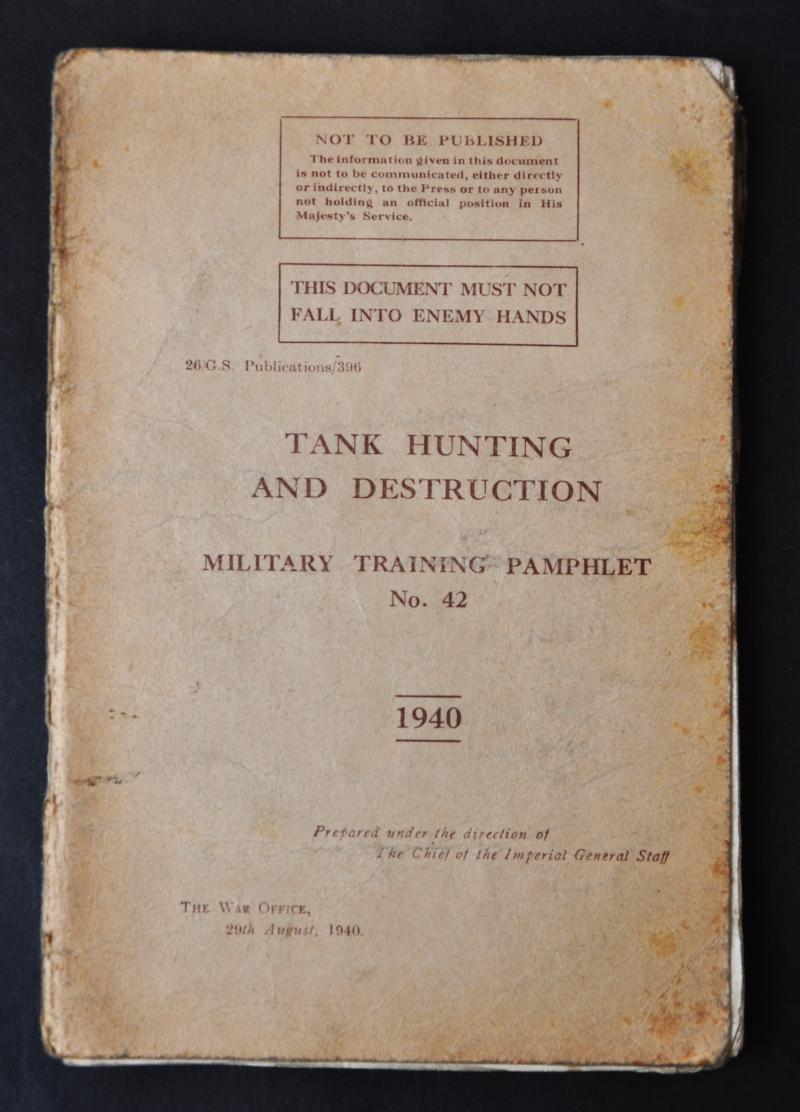 NOT TO BE PUBLISHED
The information given in this document
is not to be communicated, either directly
or indirectly, to the Press or to any person
not holding an official position in His
Majesty's Service.
THIS DOCUMENT MUST NOT
FALL INTO ENEMY HANDS
26/G.S. Publications/396
TANK HUNTING
AND DESTRUCTION
MILITARY TRAINING PAMPHLET
No. 42
1940
Prepared under the direction of
The Chief of the Imperial General Staff
THE WAR OFFICE,
29th August, 1940.